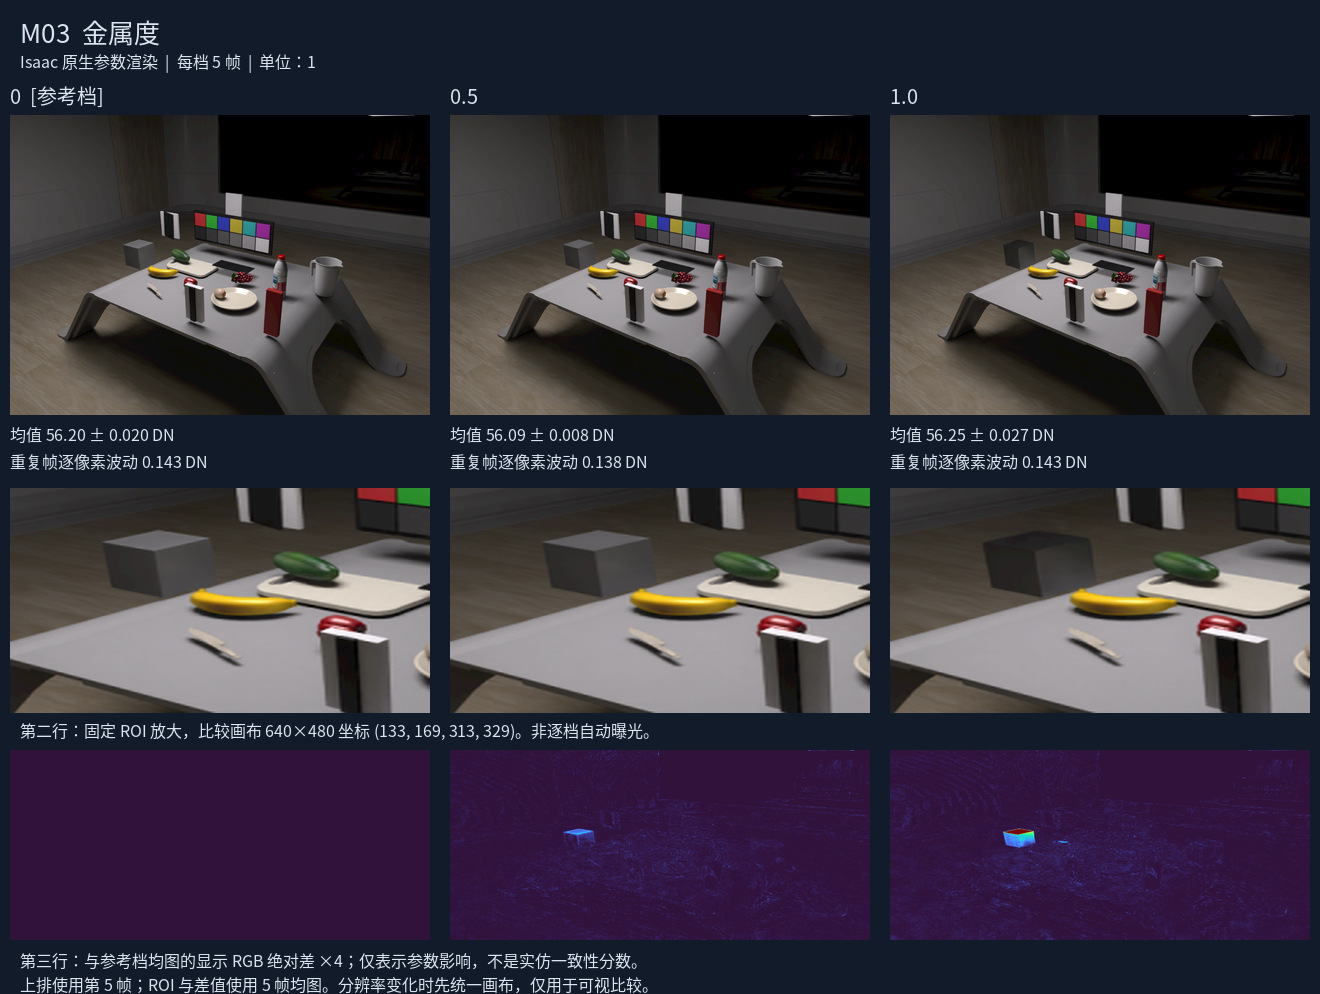 M03 金属度
Isaac 原生参数渲染 | 每档 5 帧 | 单位：1
0 [参考档]
0.5
1.0
均值 56.20 ± 0.020 DN
重复帧逐像素波动 0.143 DN
均值 56.09 ± 0.008 DN
重复帧逐像素波动 0.138 DN
均值 56.25 ± 0.027 DN
重复帧逐像素波动 0.143 DN
第二行：固定 ROI 放大，比较画布 640×480 坐标 (133, 169, 313, 329)。非逐档自动曝光。
第三行：与参考档均图的显示 RGB 绝对差 ×4；仅表示参数影响，不是实仿一致性分数。
上排使用第 5 帧；ROI 与差值使用 5 帧均图。分辨率变化时先统一画布，仅用于可视比较。